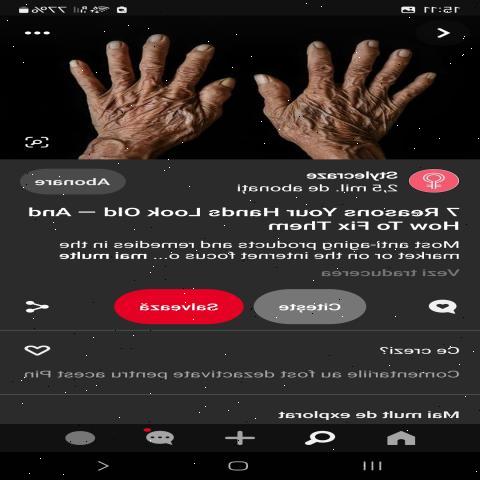 15:11 77%
Stylecraze
2,5 mil. de abonați
Abonare
7 Reasons Your Hands Look Old — And
How To Fix Them
Most anti-aging products and remedies in the
market or on the internet focus o... mai multe
Vezi traducerea
Citește Salvează
Ce crezi?
Comentariile au fost dezactivate pentru acest Pin
Mai mult de explorat